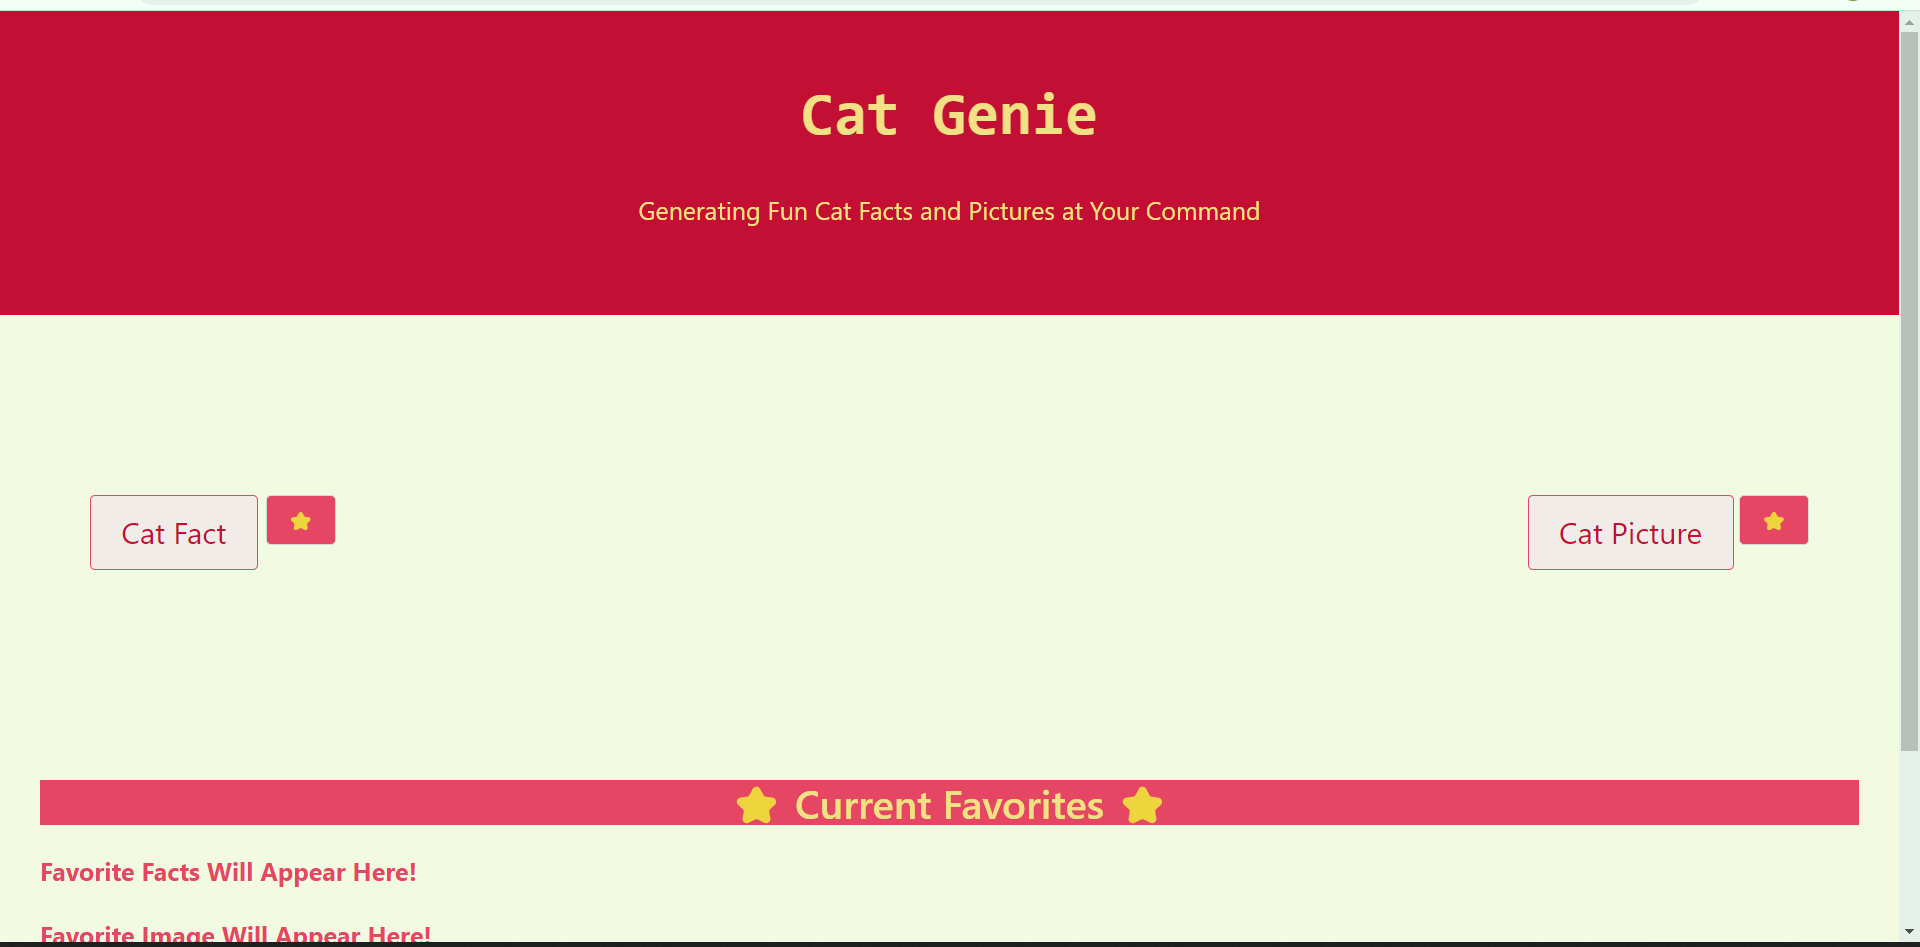 Cat Genie
Generating Fun Cat Facts and Pictures at Your Command
Cat Fact
Cat Picture
Current Favorites
Favorite Facts Will Appear Here!
Favorite Image Will Appear Here!